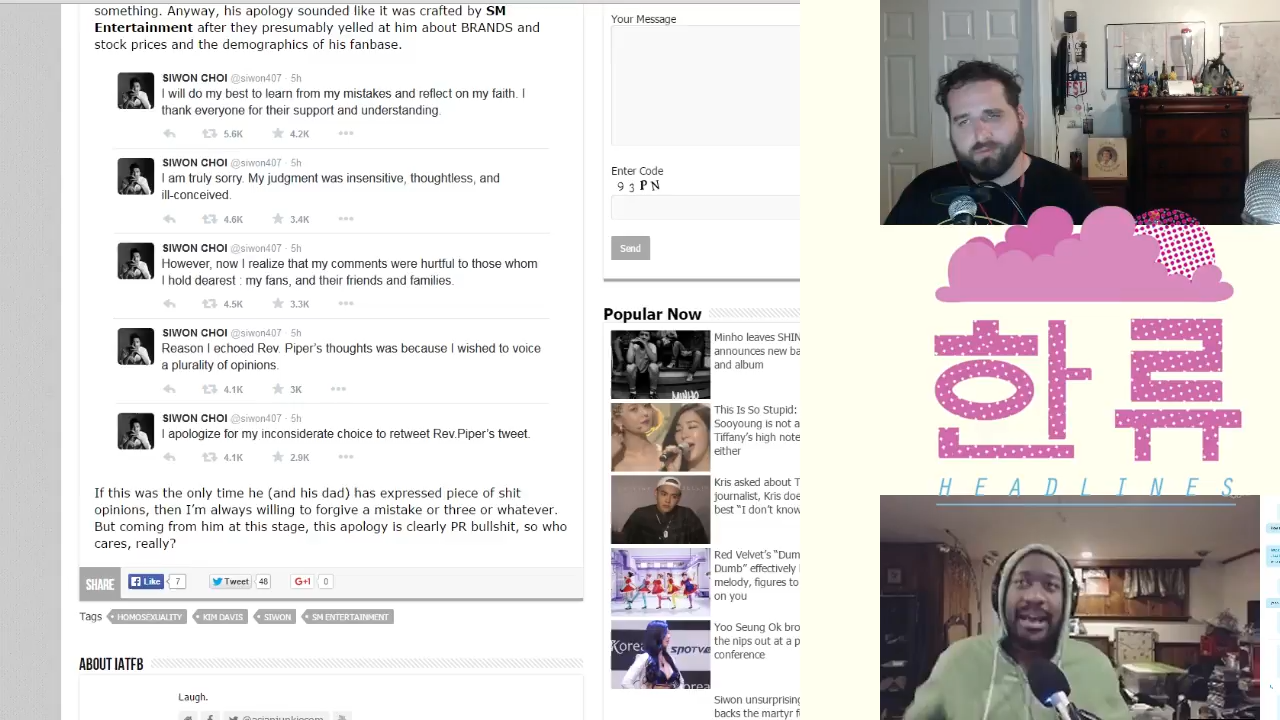 something. Anyway, his apology sounded like it was crafted by SM
Entertainment after they presumably yelled at him about BRANDS and
stock prices and the demographics of his fanbase.
SIWON CHOI @siwon407 · 5h
I will do my best to learn from my mistakes and reflect on my faith. I
thank everyone for their support and understanding.
5.6K 4.2K
SIWON CHOI @siwon407 · 5h
I am truly sorry. My judgment was insensitive, thoughtless, and
ill-conceived.
4.6K 3.4K
SIWON CHOI @siwon407 · 5h
However, now I realize that my comments were hurtful to those whom
I hold dearest : my fans, and their friends and families.
4.5K 3.3K
SIWON CHOI @siwon407 · 5h
Reason I echoed Rev. Piper's thoughts was because I wished to voice
a plurality of opinions.
4.1K 3K
SIWON CHOI @siwon407 · 5h
I apologize for my inconsiderate choice to retweet Rev.Piper's tweet.
4.1K 2.9K
If this was the only time he (and his dad) has expressed piece of shit
opinions, then I'm always willing to forgive a mistake or three or whatever.
But coming from him at this stage, this apology is clearly PR bullshit, so who
cares, really?
SHARE
Like 7
Tweet 48
G+1 0
Tags HOMOSEXUALITY KIM DAVIS SIWON SM ENTERTAINMENT
ABOUT IATFB
Laugh.
@asianjunkiecom
Your Message
Enter Code
9 3 P N
Send
Popular Now
Minho leaves SHIN
announces new ba
and album
MINHO
This Is So Stupid:
Sooyoung is not a
Tiffany's high note
either
Kris asked about T
journalist, Kris doe
best "I don't know
Red Velvet's "Dum
Dumb" effectively
melody, figures to
on you
Yoo Seung Ok bro
the nips out at a p
conference
Korea
SPOTV
Korea
Siwon unsurprising
backs the martyr f
한류
HEADLINES